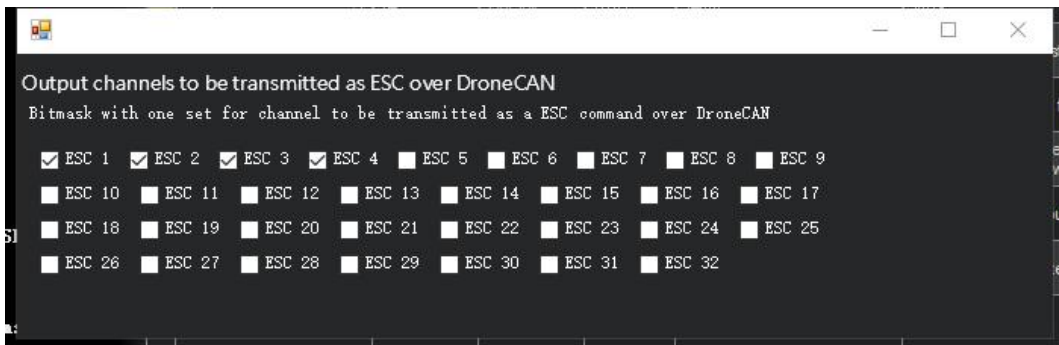 Output channels to be transmitted as ESC over DroneCAN
Bitmask with one set for channel to be transmitted as a ESC command over DroneCAN
ESC 1 ESC 2 ESC 3 ESC 4 ESC 5 ESC 6 ESC 7 ESC 8 ESC 9
ESC 10 ESC 11 ESC 12 ESC 13 ESC 14 ESC 15 ESC 16 ESC 17
ESC 18 ESC 19 ESC 20 ESC 21 ESC 22 ESC 23 ESC 24 ESC 25
ESC 26 ESC 27 ESC 28 ESC 29 ESC 30 ESC 31 ESC 32